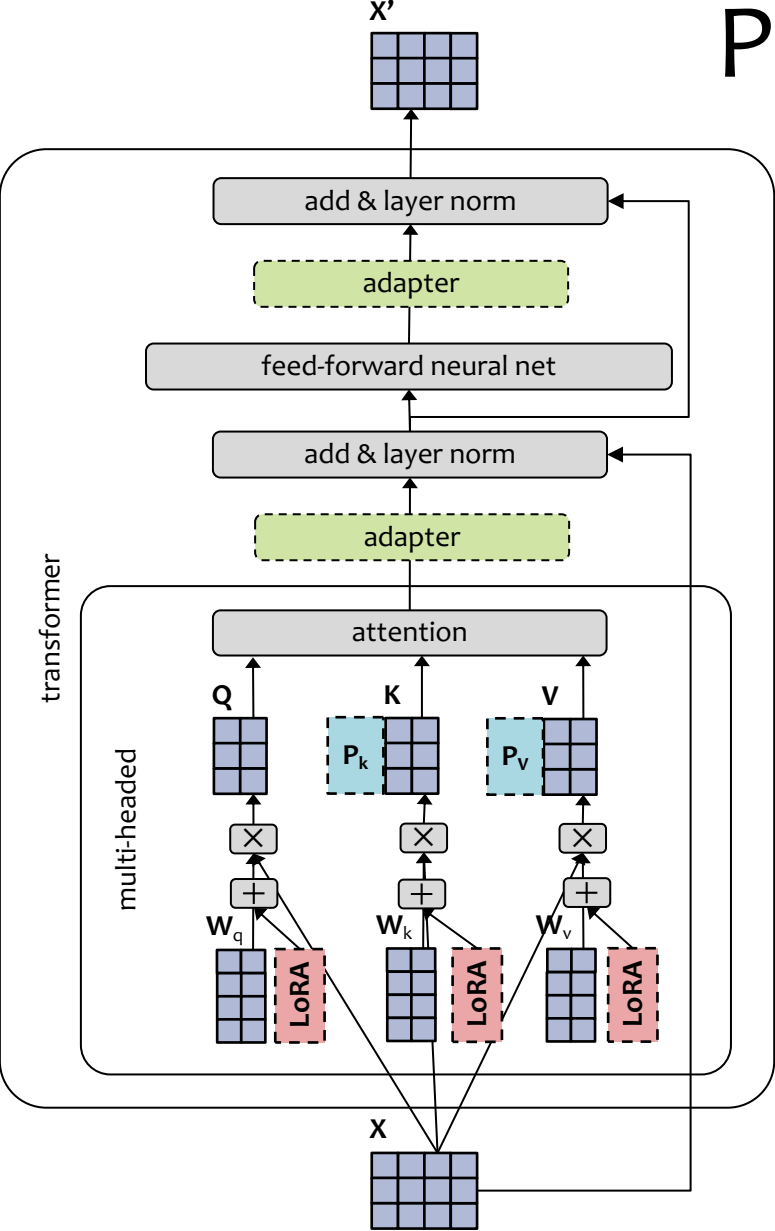 X’
P
add & layer norm
adapter
feed-forward neural net
add & layer norm
adapter
transformer
attention
Q
K
V
Pk
PV
multi-headed
×
×
×
+
+
+
Wq
Wk
Wv
LoRA
LoRA
LoRA
X